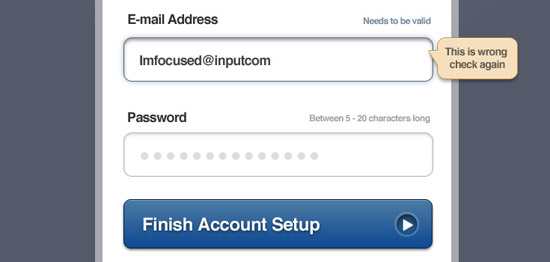 E-mail Address
Needs to be valid
Imfocused@inputcom
This is wrong
check again
Password
Between 5 - 20 characters long
Finish Account Setup